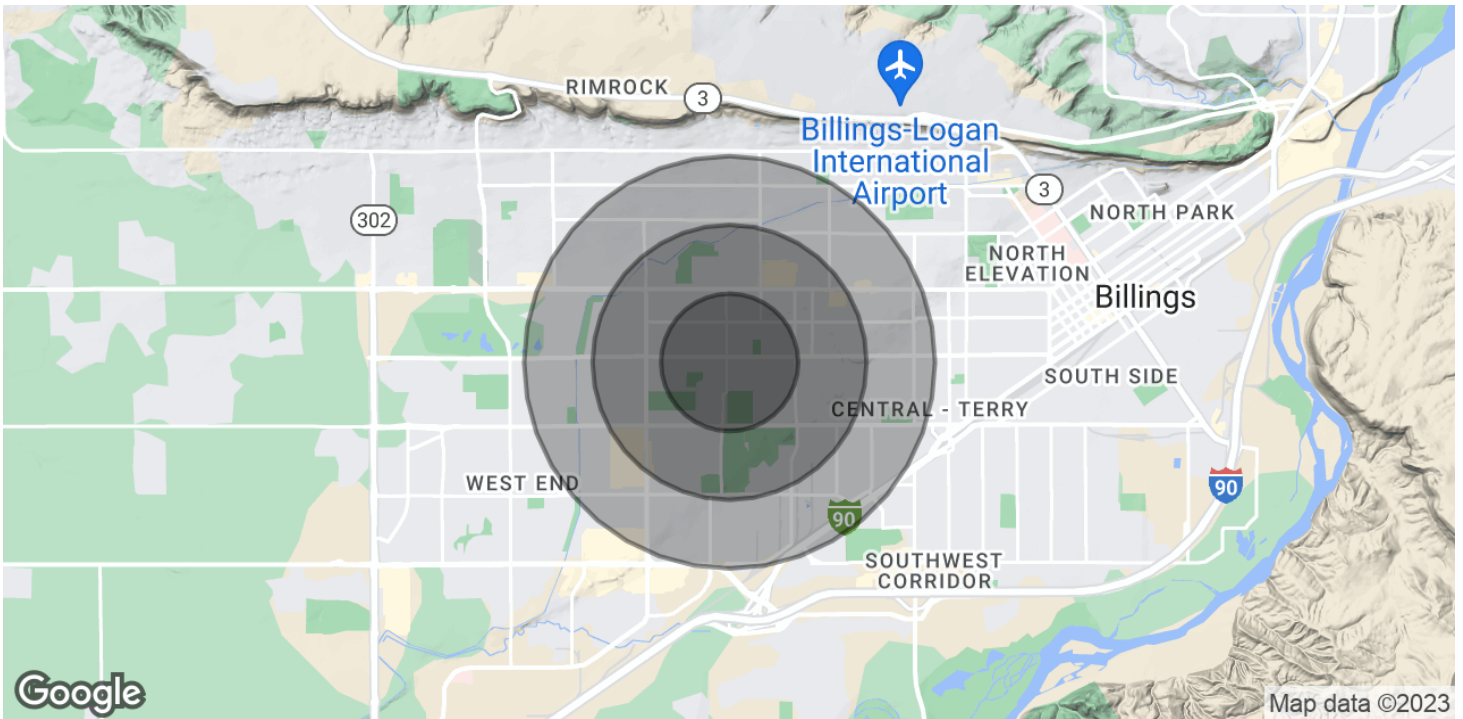 RIMROCK
3
Billings-Logan
International
Airport
302
3
NORTH PARK
NORTH
ELEVATION
Billings
SOUTH SIDE
CENTRAL - TERRY
WEST END
90
90
SOUTHWEST
CORRIDOR
Google
Map data ©2023